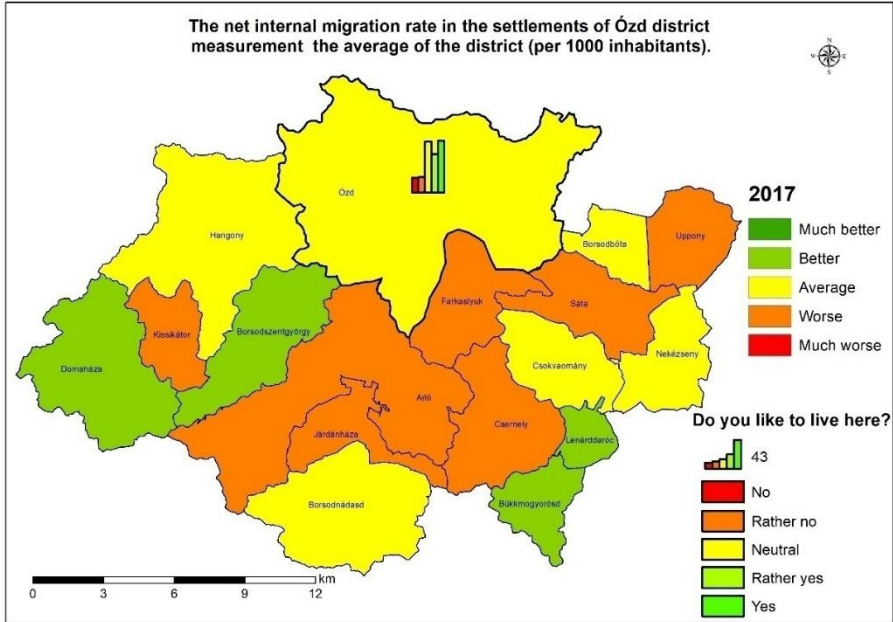 The net internal migration rate in the settlements of Ózd district
measurement the average of the district (per 1000 inhabitants).
N
W E
S
Ózd
Hangony
Borsodbóta
Uppony
Farkaslyuk
Sáta
Kissikátor
Borsodszentgyörgy
Domaháza
Csokvaomány
Nekézseny
Arló
Járdánháza
Csernely
Lenárddaróc
Borsodnádasd
Bükkmogyorósd
2017
Much better
Better
Average
Worse
Much worse
Do you like to live here?
43
No
Rather no
Neutral
Rather yes
Yes
km
0 3 6 9 12